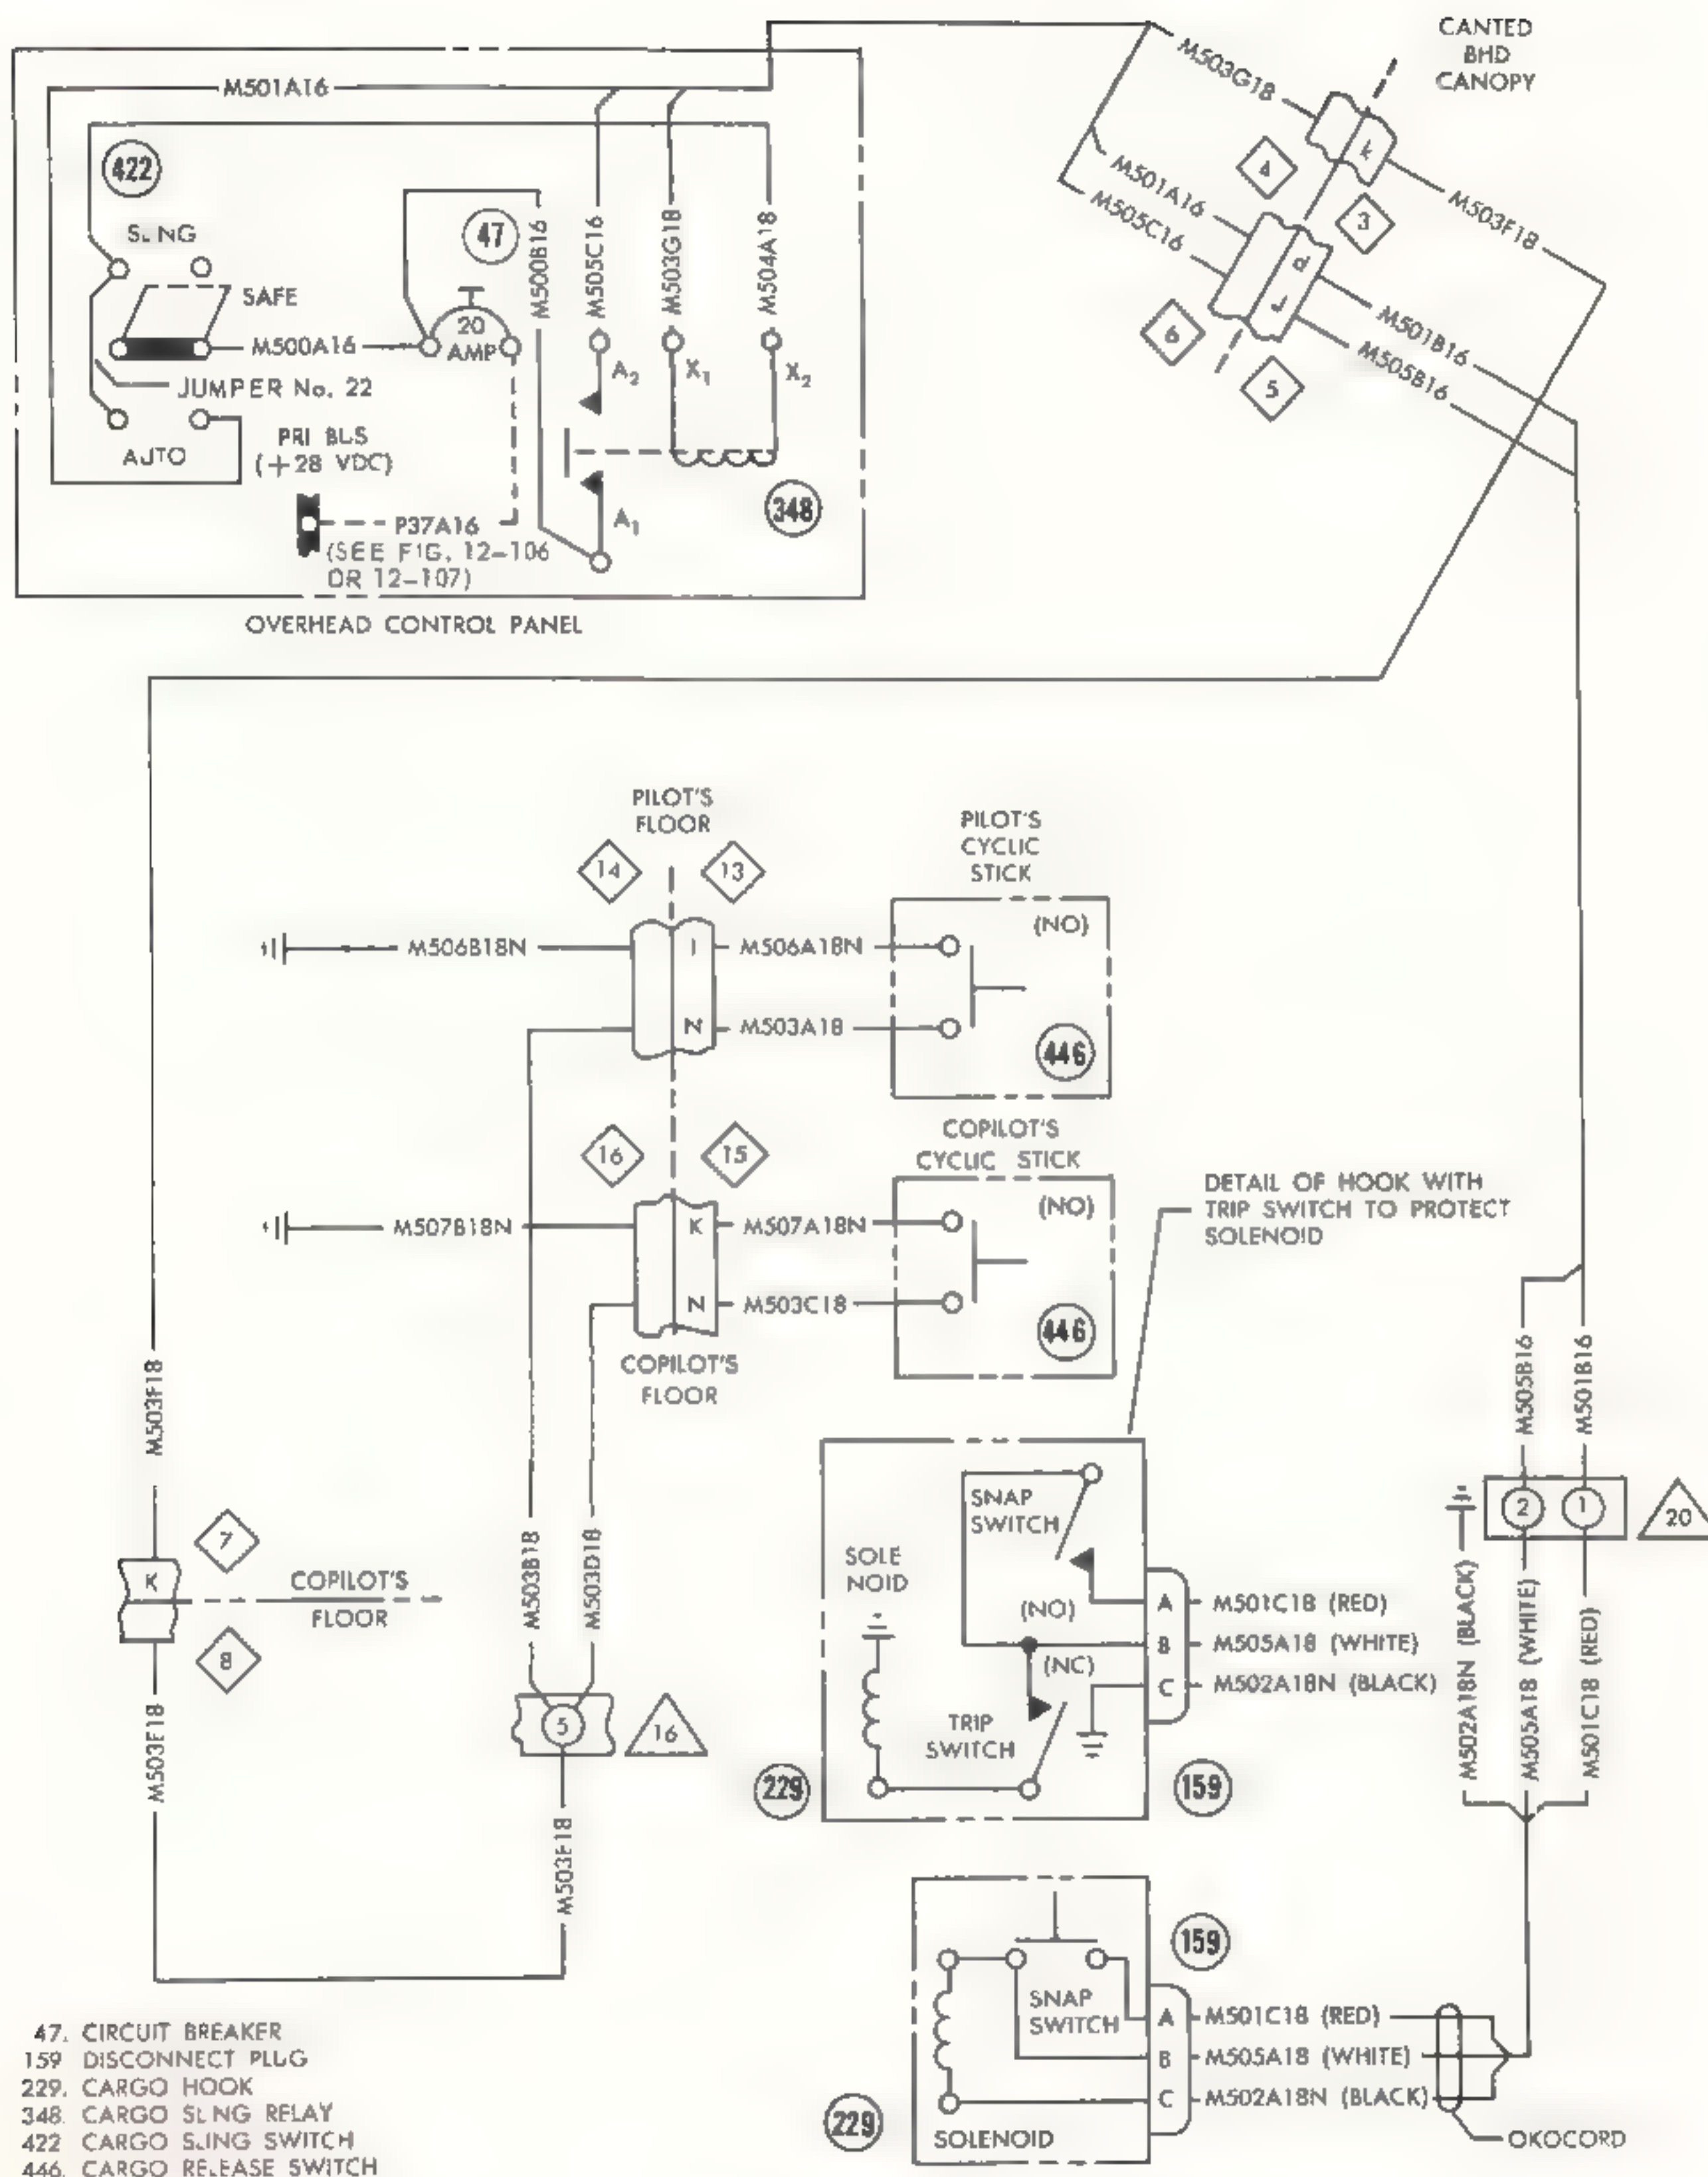 CANTED
BHD
CANOPY
M501A16
M503G18
k
4
3
M503F18
M501A16
M505C16
d
J
6
5
M501B16
M505B16
422
SLING
SAFE
47
20
AMP
M500A16
JUMPER No. 22
AUTO
PRI BUS
(+28 VDC)
P37A16
(SEE FIG. 12-106
OR 12-107)
M500B16
M505C16
M503G18
M504A18
A2
X1
X2
A1
348
OVERHEAD CONTROL PANEL
PILOT'S
FLOOR
14
13
PILOT'S
CYCLIC
STICK
(NO)
M506B18N
I
M506A18N
N
M503A18
446
16
15
COPILOT'S
CYCLIC STICK
(NO)
M507B18N
K
M507A18N
N
M503C18
446
COPILOT'S
FLOOR
DETAIL OF HOOK WITH
TRIP SWITCH TO PROTECT
SOLENOID
M503F18
M505B16
M501B16
7
K
COPILOT'S
FLOOR
8
M503E18
M503B18
M503D18
5
16
M503E18
SNAP
SWITCH
SOLE
NOID
(NO)
(NC)
TRIP
SWITCH
A
M501C18 (RED)
B
M505A18 (WHITE)
C
M502A18N (BLACK)
229
159
2
1
20
M502A18N (BLACK)
M505A18 (WHITE)
M501C18 (RED)
159
SNAP
SWITCH
A
M501C18 (RED)
B
M505A18 (WHITE)
C
M502A18N (BLACK)
229
SOLENOID
OKOCORD
47. CIRCUIT BREAKER
159 DISCONNECT PLUG
229. CARGO HOOK
348. CARGO SLING RELAY
422 CARGO SLING SWITCH
446. CARGO RELEASE SWITCH